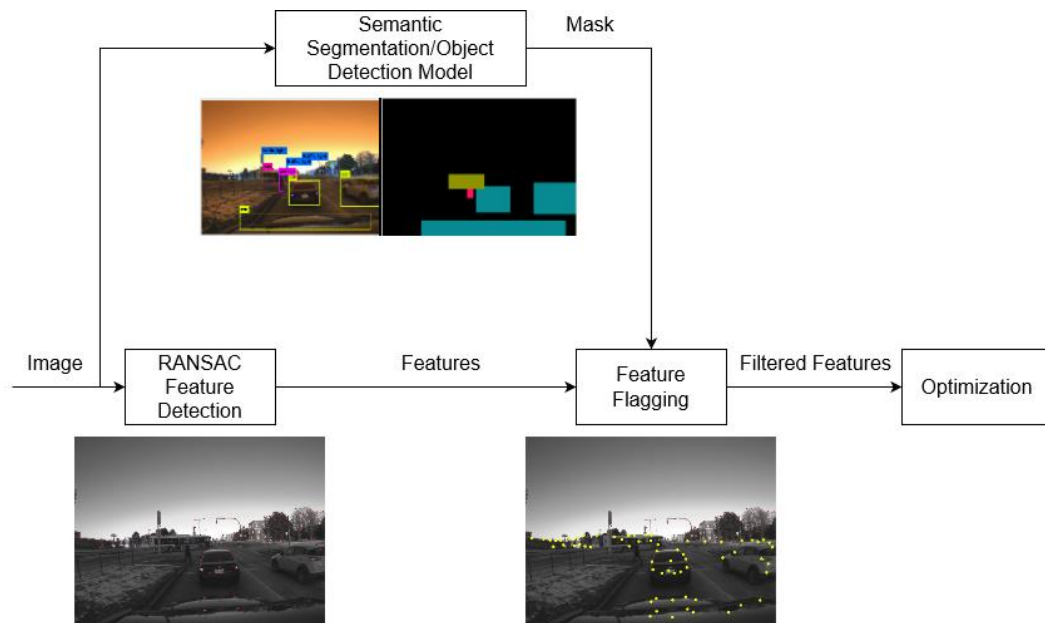 Semantic
Segmentation/Object
Detection Model
Mask
Image
RANSAC
Feature
Detection
Features
Feature
Flagging
Filtered Features
Optimization